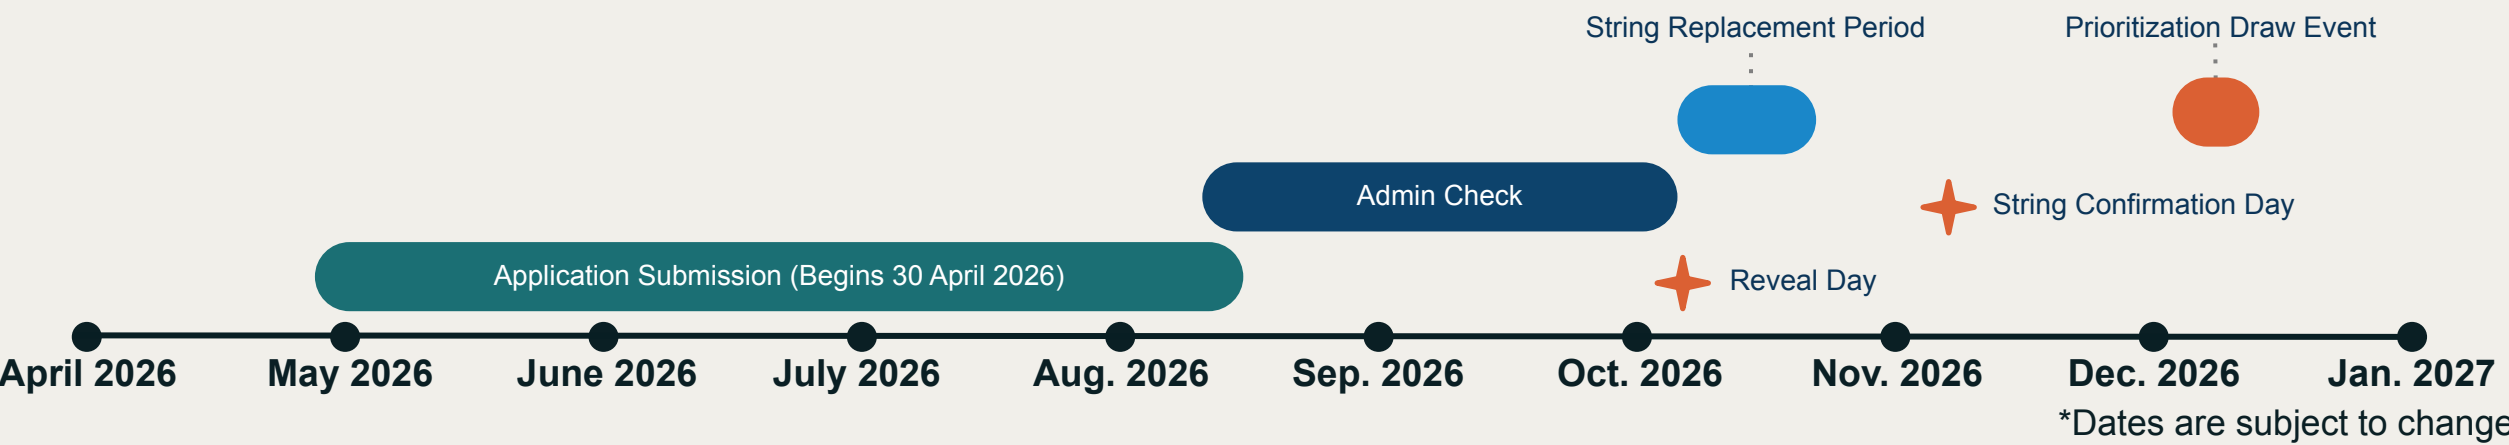 String Replacement Period
Prioritization Draw Event
Admin Check
String Confirmation Day
Application Submission (Begins 30 April 2026)
Reveal Day
April 2026
May 2026
June 2026
July 2026
Aug. 2026
Sep. 2026
Oct. 2026
Nov. 2026
Dec. 2026
Jan. 2027
*Dates are subject to change